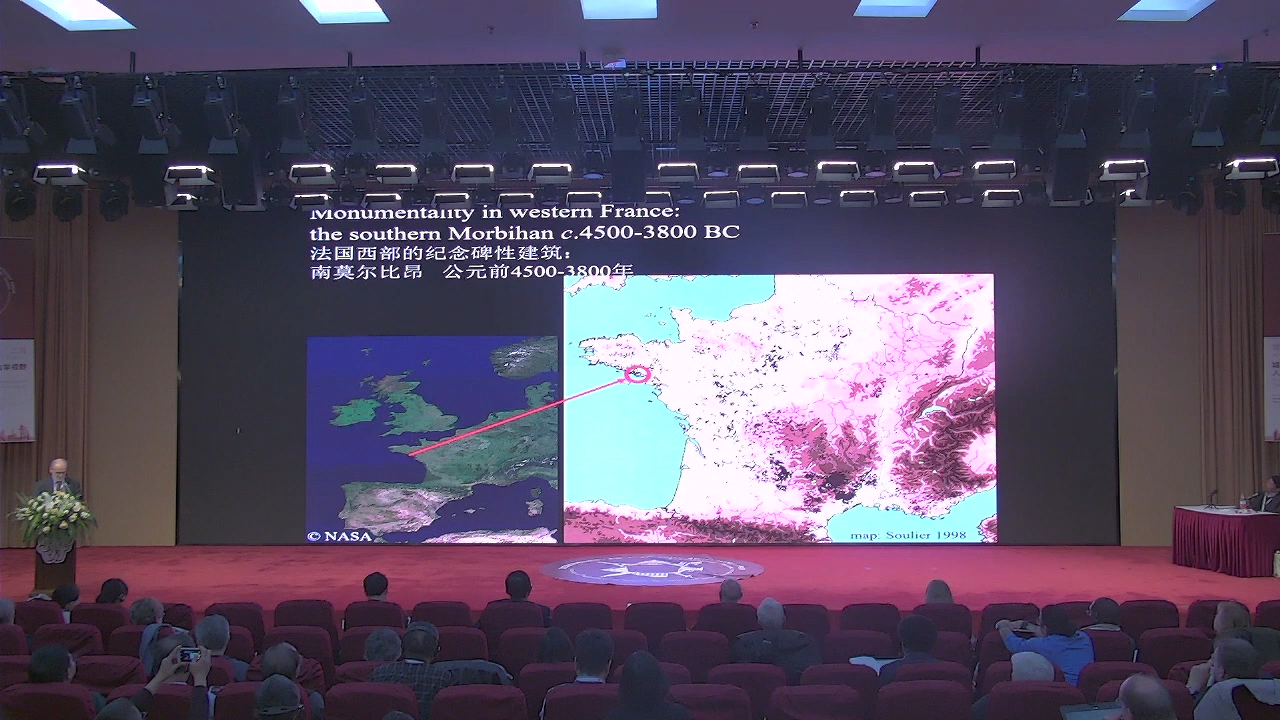 Monumentality in western France:
the southern Morbihan c.4500-3800 BC
法国西部的纪念碑性建筑：
南莫尔比昂 公元前4500-3800年
© NASA
map: Soulier 1998